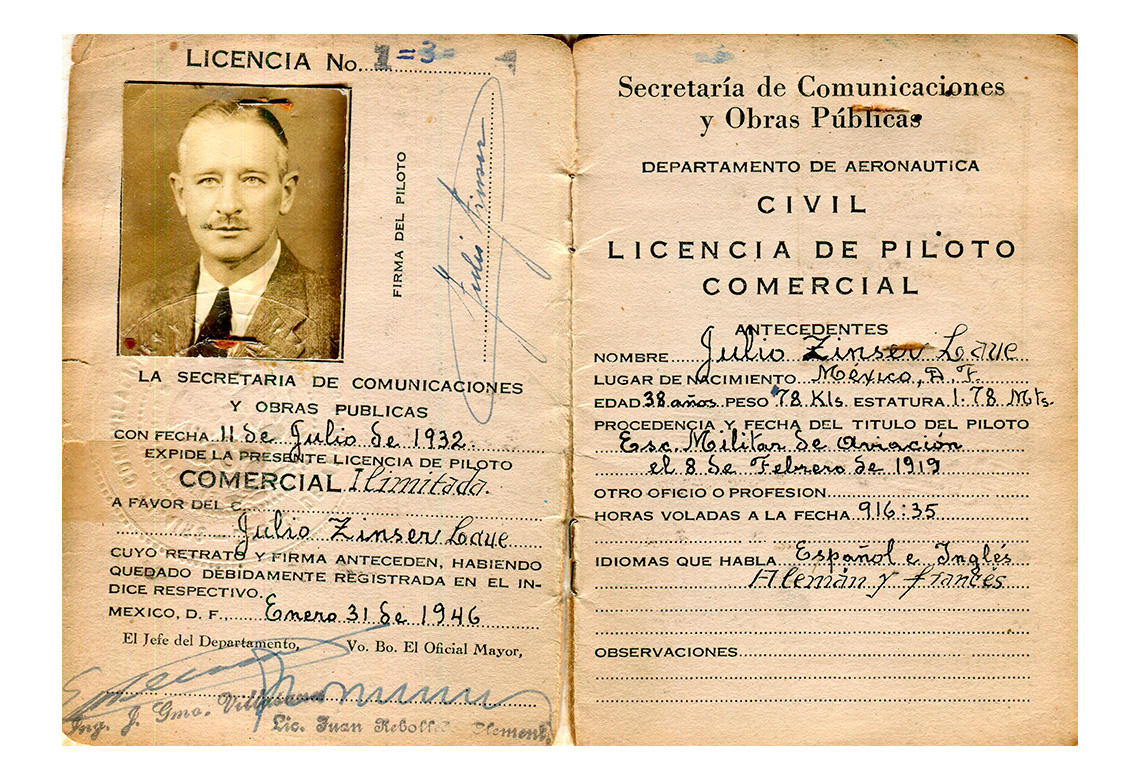 LICENCIA No. 1=3=
FIRMA DEL PILOTO
Julio Zinser
LA SECRETARIA DE COMUNICACIONES
Y OBRAS PUBLICAS
CON FECHA 11 de Julio de 1932.
EXPIDE LA PRESENTE LICENCIA DE PILOTO
COMERCIAL Ilimitada.
A FAVOR DEL C.
Julio Zinser
CUYO RETRATO Y FIRMA ANTECEDEN, HABIENDO
QUEDADO DEBIDAMENTE REGISTRADA EN EL IN-
DICE RESPECTIVO.
MEXICO, D. F., Enero 31 de 1946
El Jefe del Departamento, Vo. Bo. El Oficial Mayor,
Ing. J. Gmo.
Lic. Juan
Secretaría de Comunicaciones
y Obras Públicas
DEPARTAMENTO DE AERONAUTICA
CIVIL
LICENCIA DE PILOTO
COMERCIAL
ANTECEDENTES
NOMBRE Julio Zinser
LUGAR DE NACIMIENTO México, D. F.
EDAD 38 años PESO 78 Kls. ESTATURA 1.78 Mts.
PROCEDENCIA Y FECHA DEL TITULO DEL PILOTO
Esc. Militar de Aviación
el 8 de Febrero de 1919
OTRO OFICIO O PROFESION
HORAS VOLADAS A LA FECHA 916:35
IDIOMAS QUE HABLA Español e Inglés
Alemán y francés
OBSERVACIONES